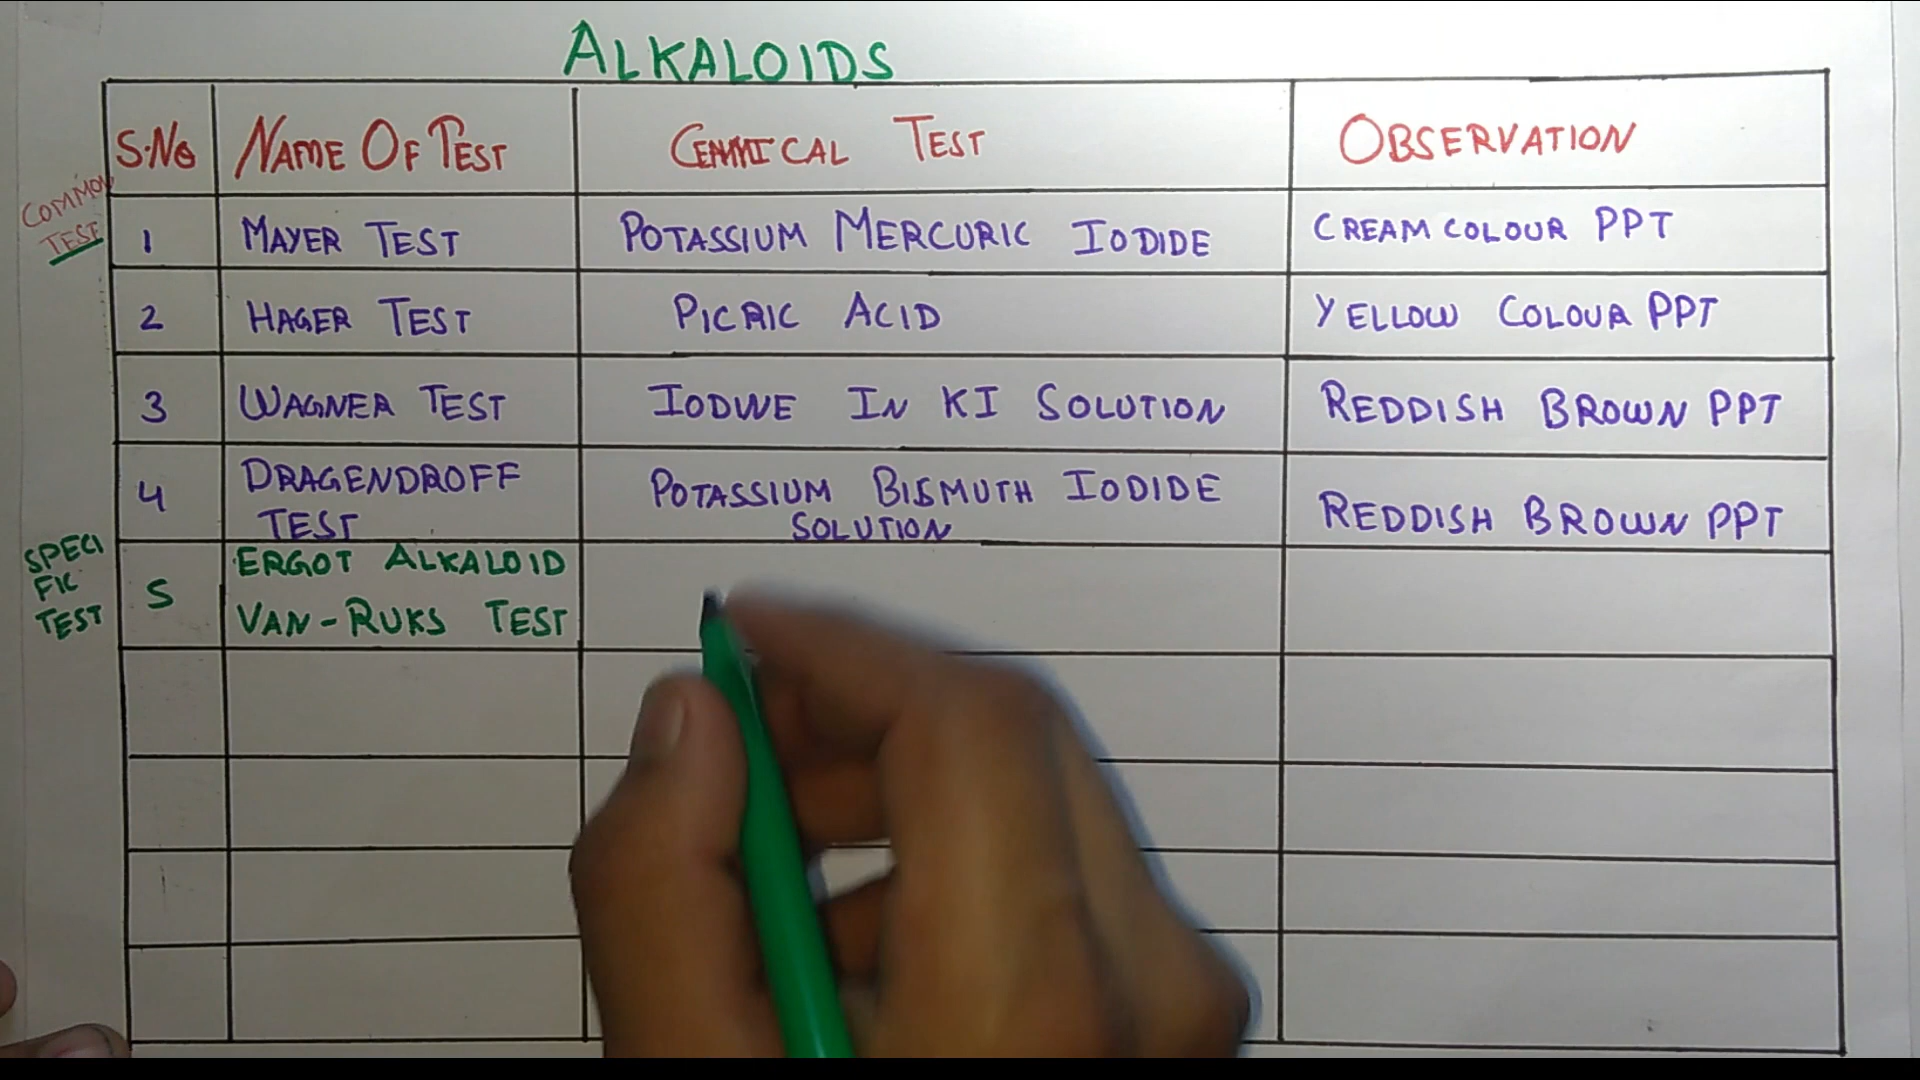 ALKALOIDS
S.No NAME OF TEST CEMMICAL TEST OBSERVATION
COMMON
TEST
1 MAYER TEST POTASSIUM MERCURIC IODIDE CREAM COLOUR PPT
2 HAGER TEST PICRIC ACID YELLOW COLOUR PPT
3 WAGNER TEST IODINE IN KI SOLUTION REDDISH BROWN PPT
4 DRAGENDROFF POTASSIUM BISMUTH IODIDE REDDISH BROWN PPT
TEST SOLUTION
SPECI
FIC
TEST
5 ERGOT ALKALOID
VAN-RUKS TEST